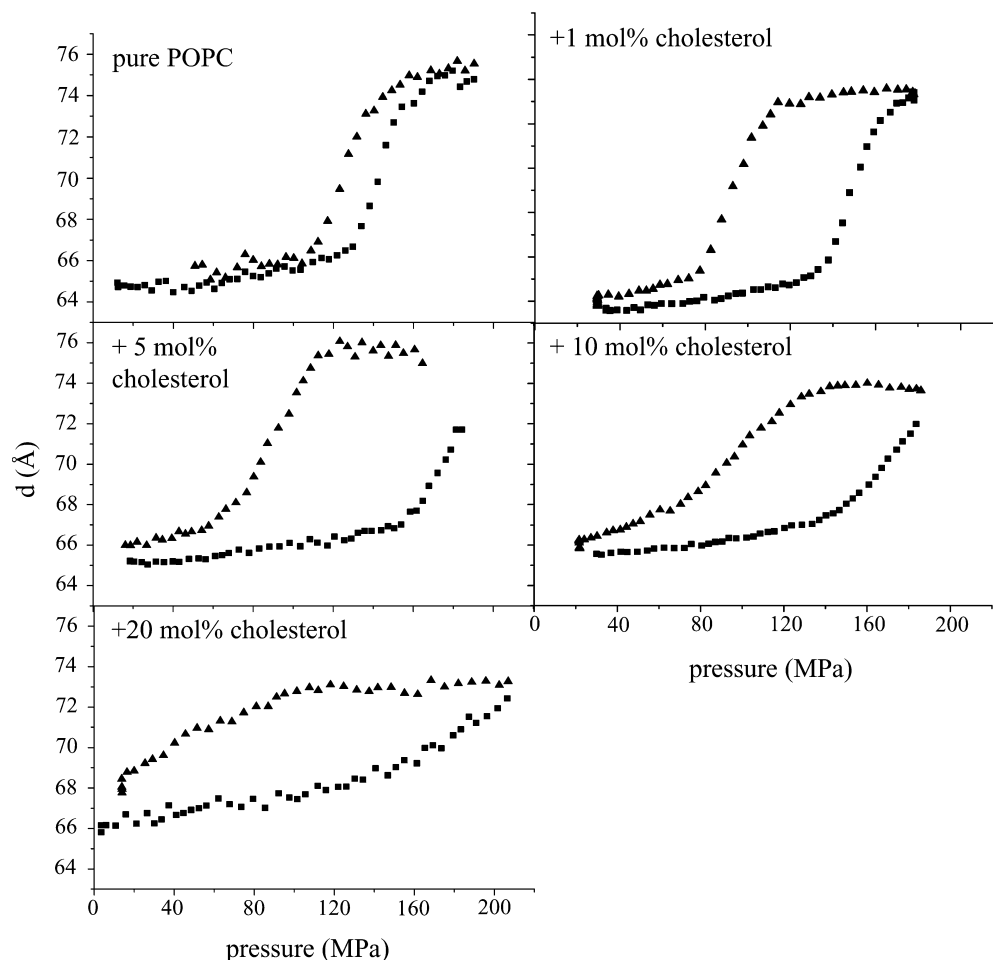 pure POPC
+1 mol% cholesterol
76
74
72
70
68
66
64
+ 5 mol%
cholesterol
+ 10 mol% cholesterol
76
74
72
70
68
66
64
d (Å)
0 40 80 120 160 200
pressure (MPa)
+20 mol% cholesterol
76
74
72
70
68
66
64
0 40 80 120 160 200
pressure (MPa)